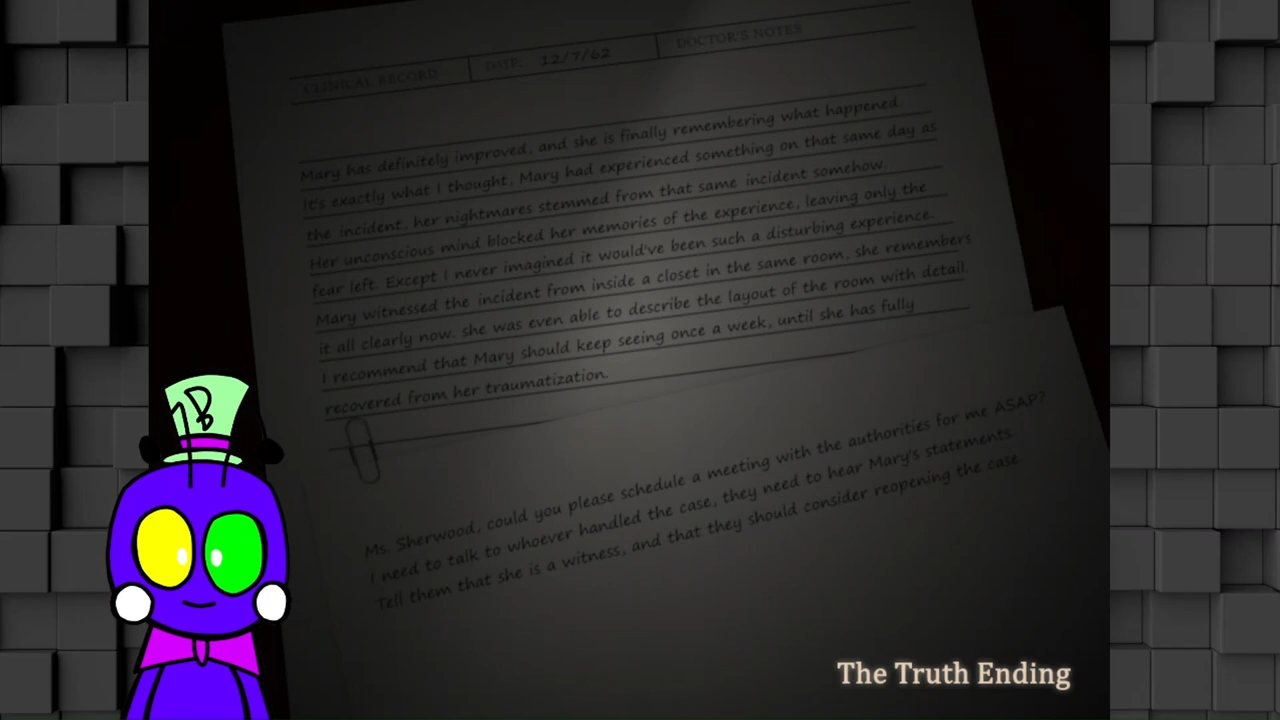 CLINICAL RECORD
DATE: 12/7/62
DOCTOR'S NOTES
Mary has definitely improved, and she is finally remembering what happened.
it's exactly what I thought, Mary had experienced something on that same day as
the incident, her nightmares stemmed from that same incident somehow.
Her unconscious mind blocked her memories of the experience, leaving only the
fear left. Except I never imagined it would've been such a disturbing experience.
Mary witnessed the incident from inside a closet in the same room, she remembers
it all clearly now. she was even able to describe the layout of the room with detail.
I recommend that Mary should keep seeing once a week, until she has fully
recovered from her traumatization.
Ms. Sherwood, could you please schedule a meeting with the authorities for me ASAP?
I need to talk to whoever handled the case, they need to hear Mary's statements.
Tell them that she is a witness, and that they should consider reopening the case
B
The Truth Ending